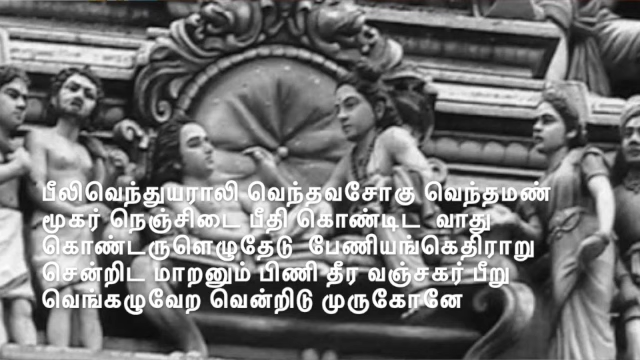 பீலிவெந்துயராலி வெந்தவசோகு வெந்தமண்
மூகர் நெஞ்சிடை பீதி கொண்டிட வாது
கொண்டருளெழுதேடு பேணியங்கெதிராறு
சென்றிட மாறனும் பிணி தீர வஞ்சகர் பீறு
வெங்கழுவேற வென்றிடு முருகோனே